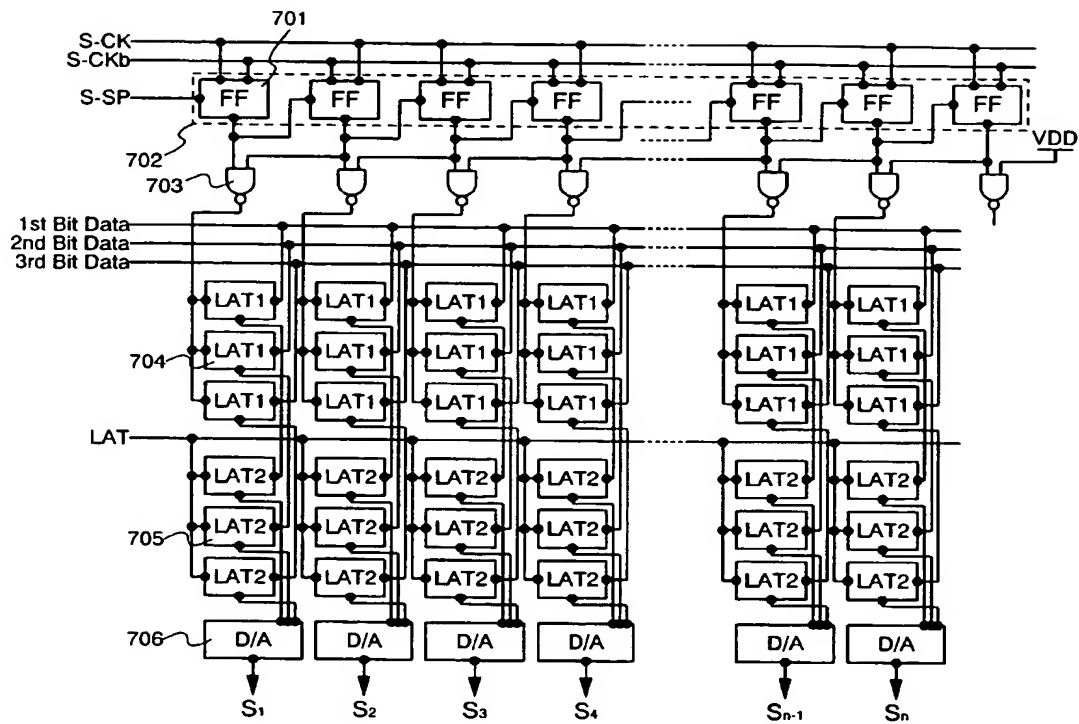 701
S-CK
S-CKb
S-SP
FF FF FF FF FF FF FF
702
VDD
703
1st Bit Data
2nd Bit Data
3rd Bit Data
LAT1 LAT1 LAT1 LAT1 LAT1 LAT1
704
LAT1 LAT1 LAT1 LAT1 LAT1 LAT1
LAT1 LAT1 LAT1 LAT1 LAT1 LAT1
LAT
LAT2 LAT2 LAT2 LAT2 LAT2 LAT2
705
LAT2 LAT2 LAT2 LAT2 LAT2 LAT2
LAT2 LAT2 LAT2 LAT2 LAT2 LAT2
706
D/A D/A D/A D/A D/A D/A
S1 S2 S3 S4 Sn-1 Sn